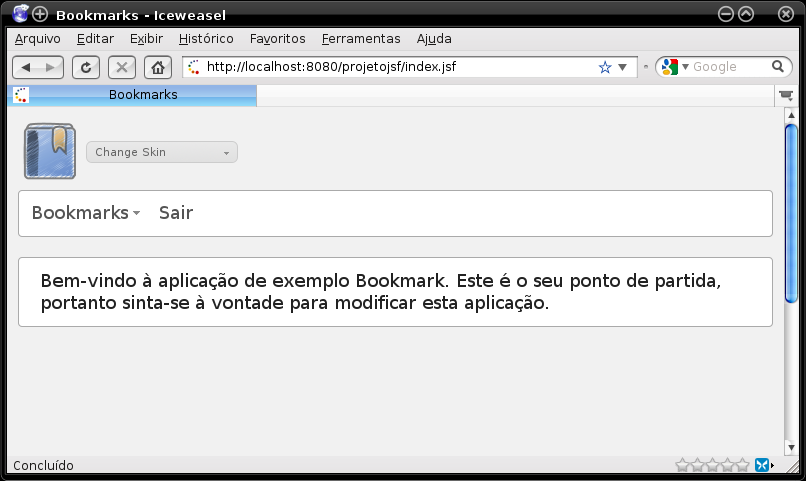 Bookmarks - Iceweasel
Arquivo Editar Exibir Histórico Favoritos Ferramentas Ajuda
http://localhost:8080/projetojsf/index.jsf Google
Bookmarks
Change Skin
Bookmarks Sair
Bem-vindo à aplicação de exemplo Bookmark. Este é o seu ponto de partida,
portanto sinta-se à vontade para modificar esta aplicação.
Concluído